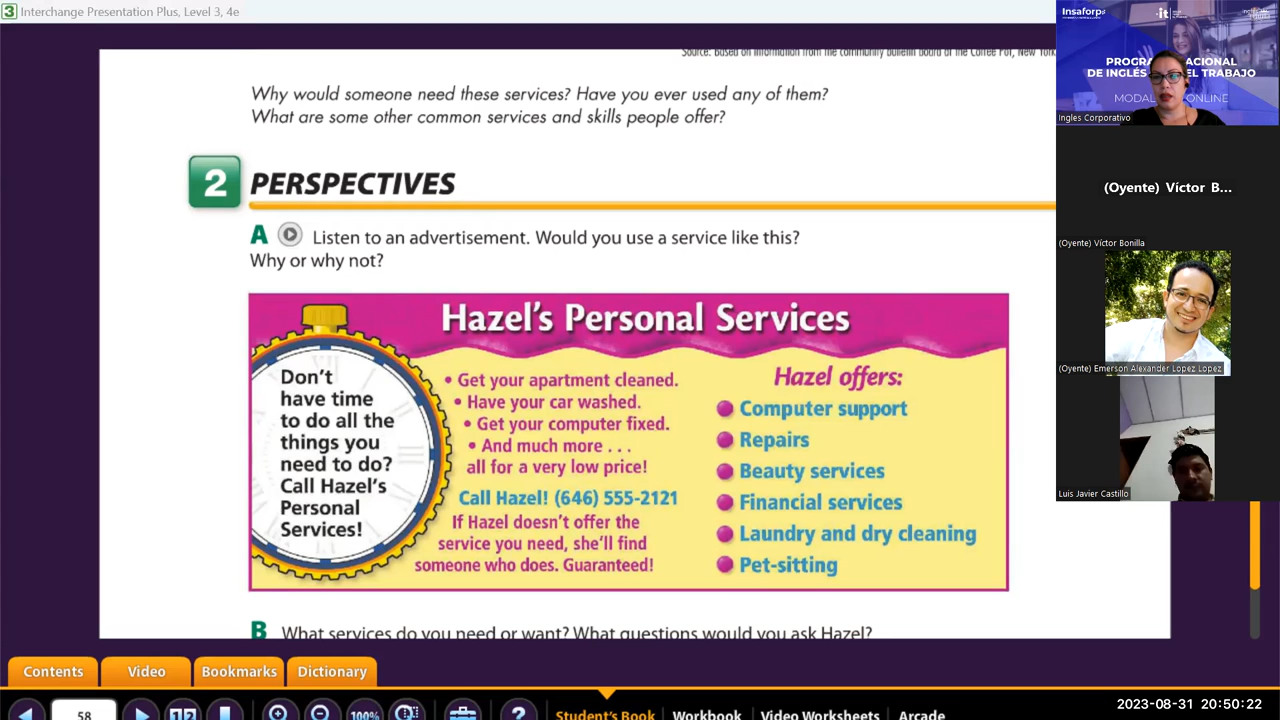 Interchange Presentation Plus, Level 3, 4e
Source: Based on information from the community bulletin board at the Coffee Pot, New York
Why would someone need these services? Have you ever used any of them?
What are some other common services and skills people offer?
2 PERSPECTIVES
A Listen to an advertisement. Would you use a service like this?
Why or why not?
Hazel's Personal Services
Don't
have time
to do all the
things you
need to do?
Call Hazel's
Personal
Services!
• Get your apartment cleaned.
• Have your car washed.
• Get your computer fixed.
• And much more . . .
all for a very low price!
Call Hazel! (646) 555-2121
If Hazel doesn't offer the
service you need, she'll find
someone who does. Guaranteed!
Hazel offers:
Computer support
Repairs
Beauty services
Financial services
Laundry and dry cleaning
Pet-sitting
B What services do you need or want? What questions would you ask Hazel?
Contents
Video
Bookmarks
Dictionary
58
100%
?
Student's Book
Workbook
Video Worksheets
Arcade
Insaforp
MODAL ONLINE
Ingles Corporativo
(Oyente) Víctor B...
(Oyente) Víctor Bonilla
(Oyente) Emerson Alexander Lopez Lopez
Luis Javier Castillo
2023-08-31 20:50:22